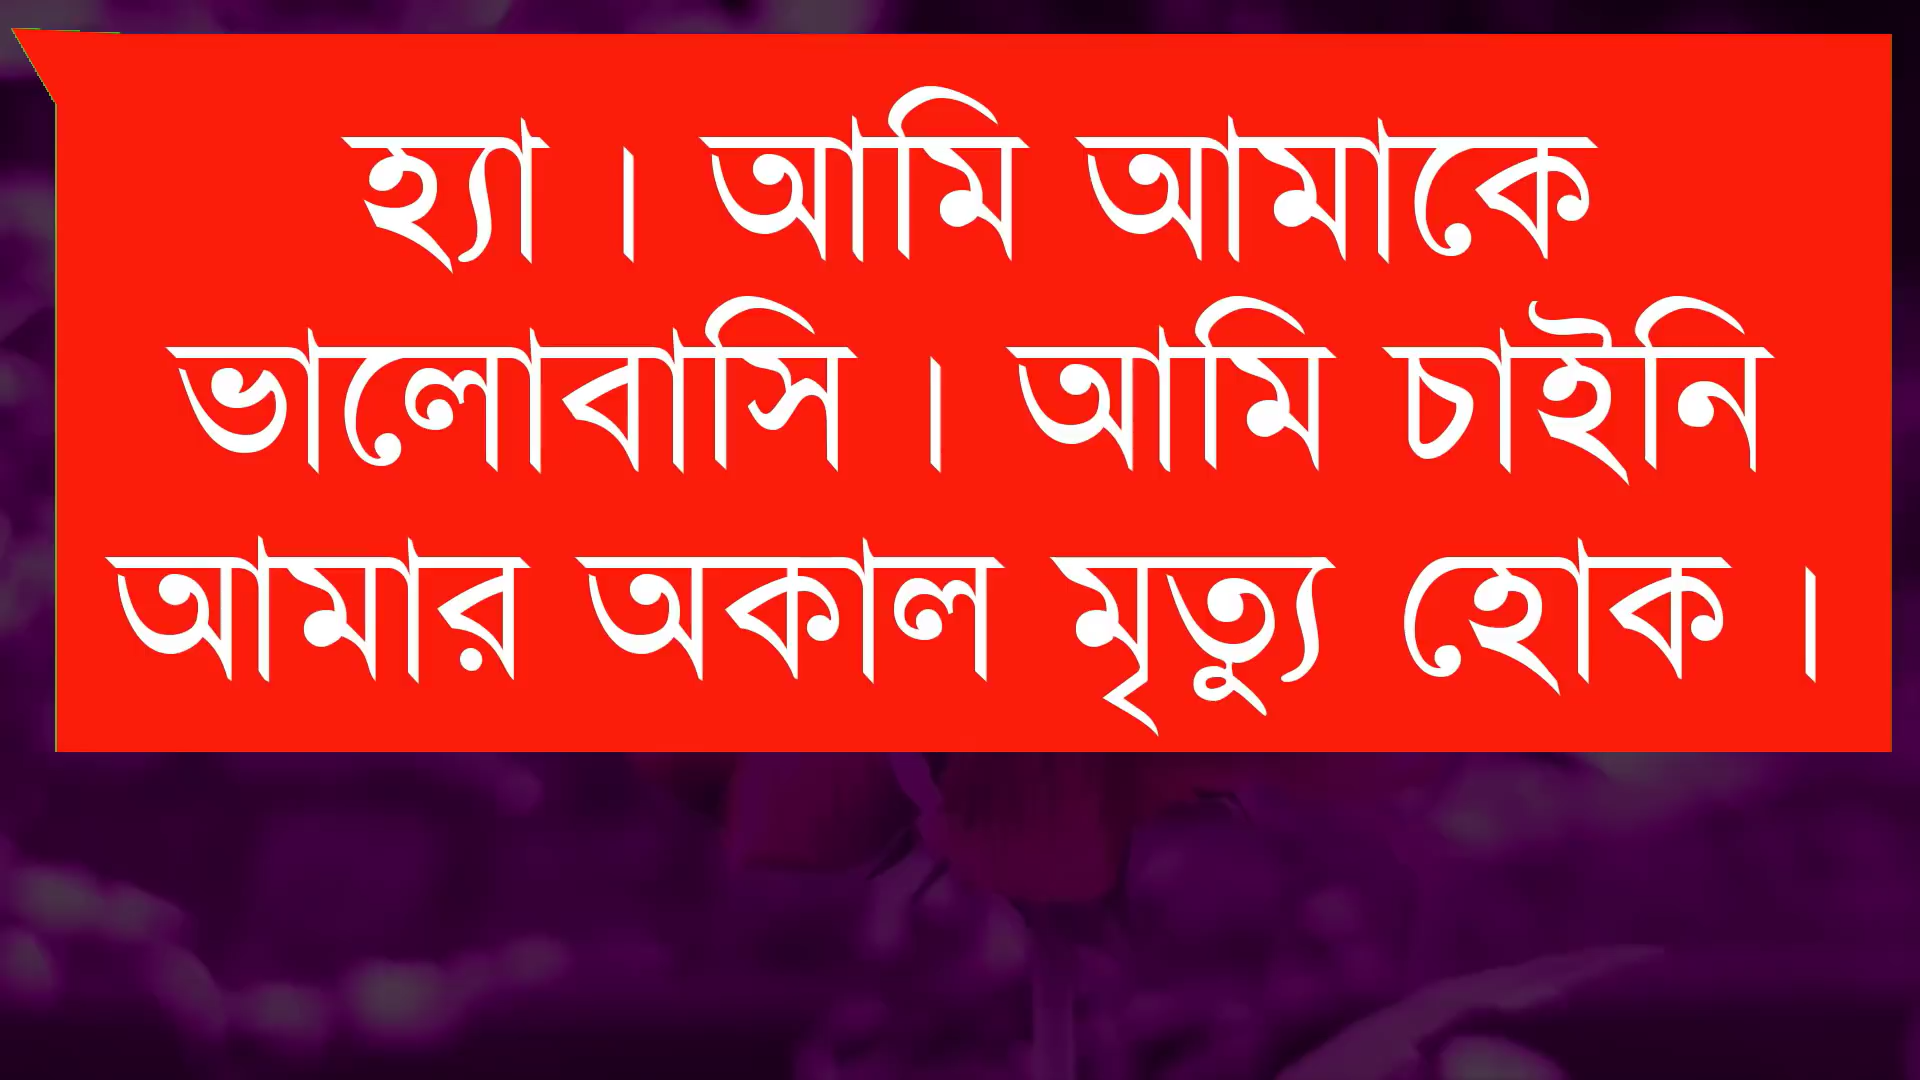 হ্যা । আমি আমাকে
ভালোবাসি । আমি চাইনি
আমার অকাল মৃত্যু হোক ।